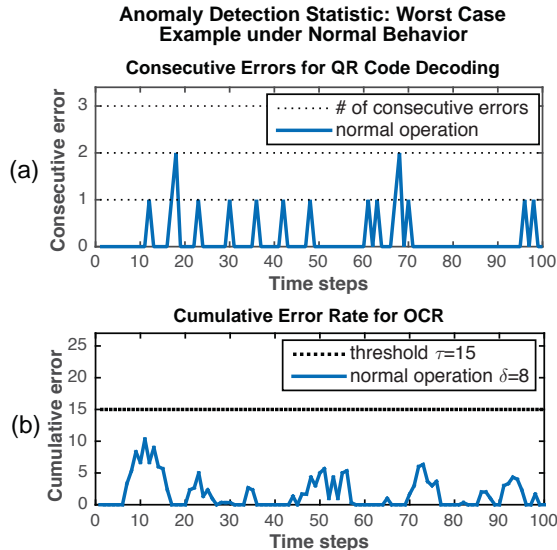 Anomaly Detection Statistic: Worst Case
Example under Normal Behavior
Consecutive Errors for QR Code Decoding
(a)
Consecutive error
3
2
1
0
# of consecutive errors
normal operation
0 10 20 30 40 50 60 70 80 90 100
Time steps
Cumulative Error Rate for OCR
(b)
Cumulative error
25
20
15
10
5
0
threshold τ=15
normal operation δ=8
0 10 20 30 40 50 60 70 80 90 100
Time steps